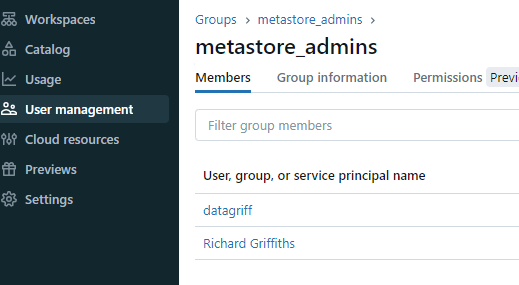 Workspaces
Catalog
Usage
User management
Cloud resources
Previews
Settings
Groups > metastore_admins >
metastore_admins
Members Group information Permissions Previ
Filter group members
User, group, or service principal name
datagriff
Richard Griffiths